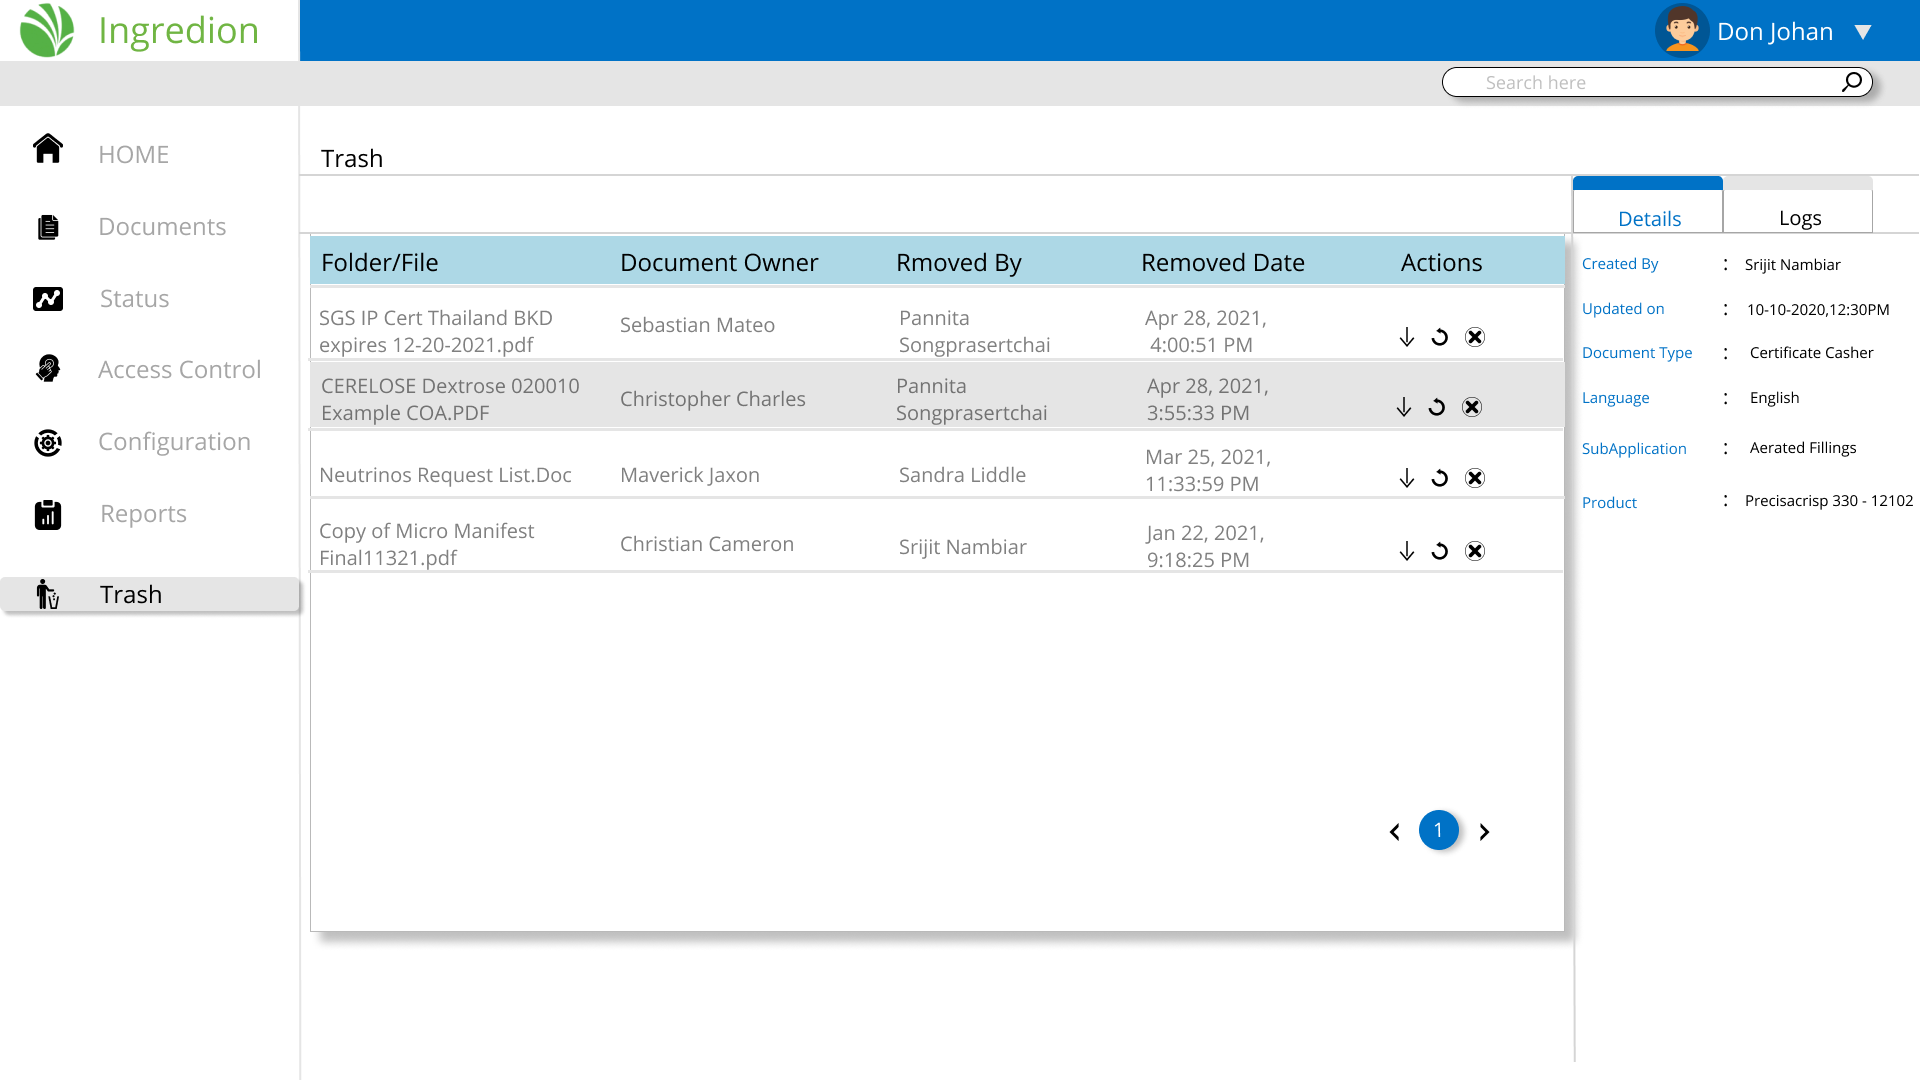 Ingredion
Don Johan
Search here
HOME
Documents
Status
Access Control
Configuration
Reports
Trash
Trash
Details
Logs
Folder/File
Document Owner
Rmoved By
Removed Date
Actions
SGS IP Cert Thailand BKD
expires 12-20-2021.pdf
Sebastian Mateo
Pannita
Songprasertchai
Apr 28, 2021,
4:00:51 PM
CERELOSE Dextrose 020010
Example COA.PDF
Christopher Charles
Pannita
Songprasertchai
Apr 28, 2021,
3:55:33 PM
Neutrinos Request List.Doc
Maverick Jaxon
Sandra Liddle
Mar 25, 2021,
11:33:59 PM
Copy of Micro Manifest
Final11321.pdf
Christian Cameron
Srijit Nambiar
Jan 22, 2021,
9:18:25 PM
1
Created By : Srijit Nambiar
Updated on : 10-10-2020,12:30PM
Document Type : Certificate Casher
Language : English
SubApplication : Aerated Fillings
Product : Precisacrisp 330 - 12102